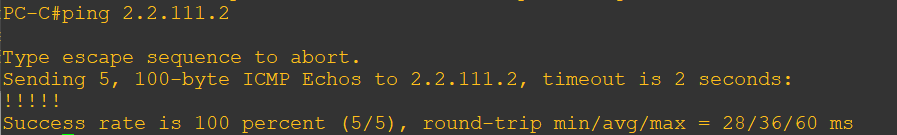 PC-C#ping 2.2.111.2
Type escape sequence to abort.
Sending 5, 100-byte ICMP Echos to 2.2.111.2, timeout is 2 seconds:
!!!!!
Success rate is 100 percent (5/5), round-trip min/avg/max = 28/36/60 ms